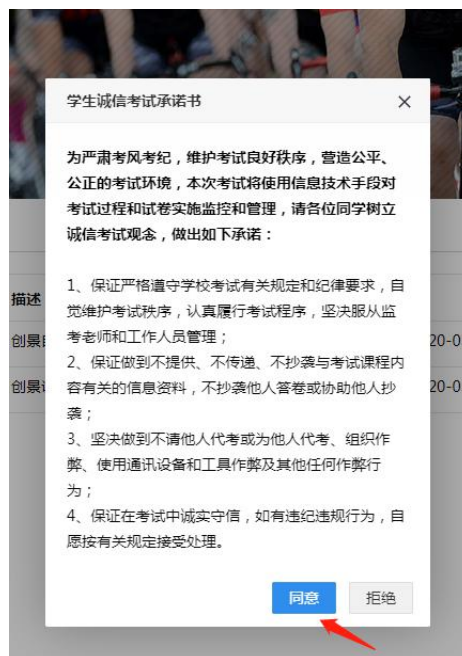 学生诚信考试承诺书
为严肃考风考纪，维护考试良好秩序，营造公平、
公正的考试环境，本次考试将使用信息技术手段对
考试过程和试卷实施监控和管理，请各位同学树立
诚信考试观念，做出如下承诺：
1、保证严格遵守学校考试有关规定和纪律要求，自
觉维护考试秩序，认真履行考试程序，坚决服从监
考老师和工作人员管理；
2、保证做到不提供、不传递、不抄袭与考试课程内
容有关的信息资料，不抄袭他人答卷或协助他人抄
袭；
3、坚决做到不请他人代考或为他人代考、组织作
弊、使用通讯设备和工具作弊及其他任何作弊行
为；
4、保证在考试中诚实守信，如有违纪违规行为，自
愿按有关规定接受处理。
同意 拒绝
描述
创景 20-0
创景 20-0